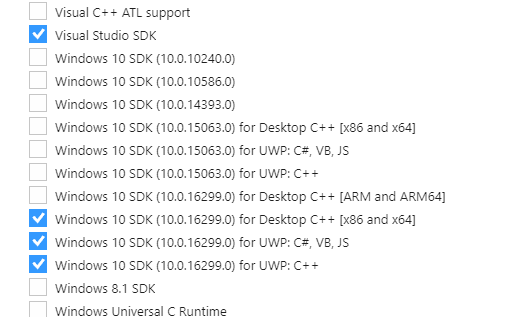 Visual C++ ATL support
Visual Studio SDK
Windows 10 SDK (10.0.10240.0)
Windows 10 SDK (10.0.10586.0)
Windows 10 SDK (10.0.14393.0)
Windows 10 SDK (10.0.15063.0) for Desktop C++ [x86 and x64]
Windows 10 SDK (10.0.15063.0) for UWP: C#, VB, JS
Windows 10 SDK (10.0.15063.0) for UWP: C++
Windows 10 SDK (10.0.16299.0) for Desktop C++ [ARM and ARM64]
Windows 10 SDK (10.0.16299.0) for Desktop C++ [x86 and x64]
Windows 10 SDK (10.0.16299.0) for UWP: C#, VB, JS
Windows 10 SDK (10.0.16299.0) for UWP: C++
Windows 8.1 SDK
Windows Universal C Runtime